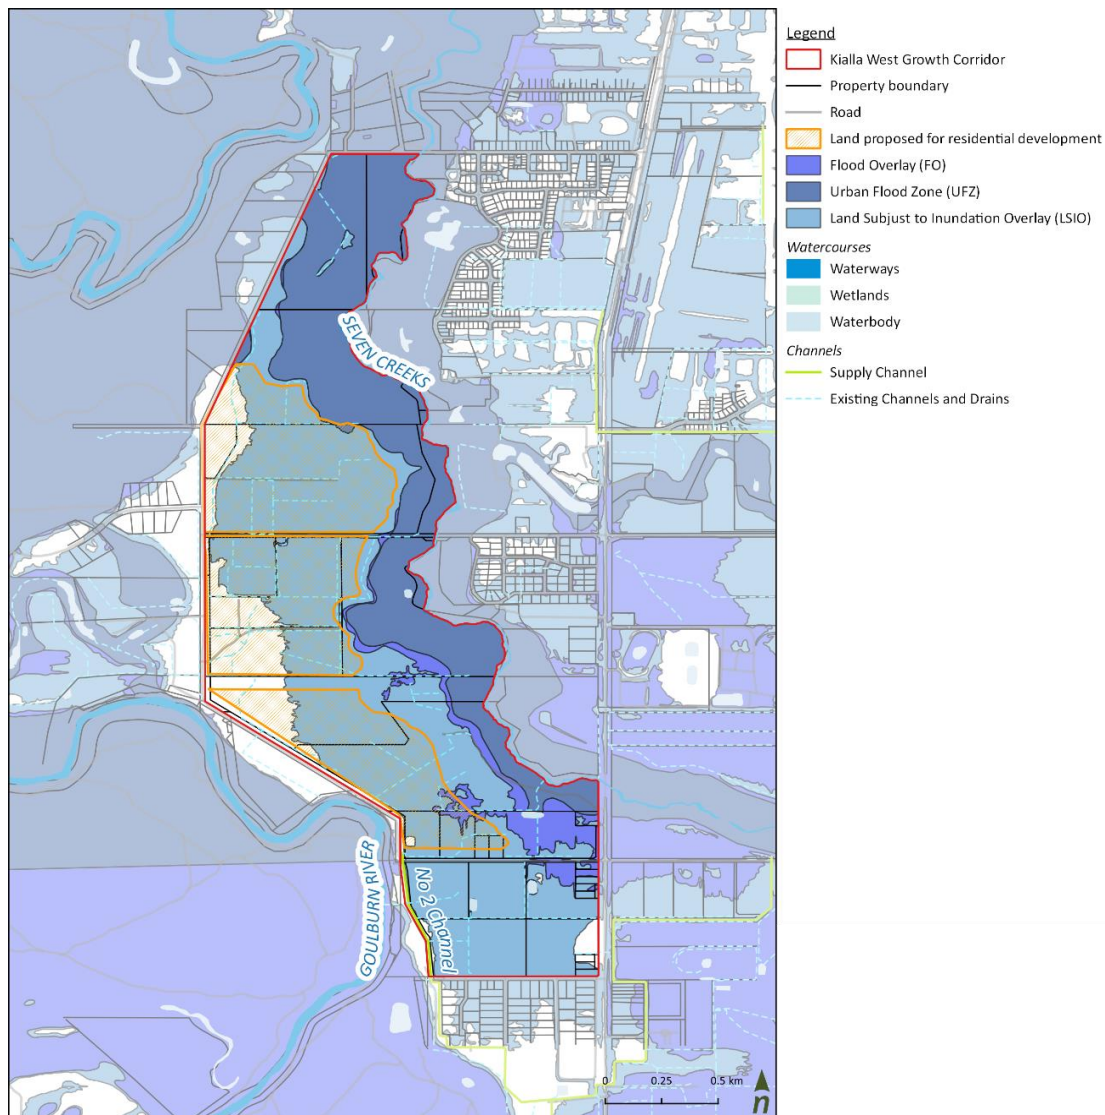 Legend
Kialla West Growth Corridor
Property boundary
Road
Land proposed for residential development
Flood Overlay (FO)
Urban Flood Zone (UFZ)
Land Subjust to Inundation Overlay (LSIO)
Watercourses
Waterways
Wetlands
Waterbody
Channels
Supply Channel
Existing Channels and Drains
SEVEN CREEKS
GOULBURN RIVER
No 2 Channel
0 0.25 0.5 km
n